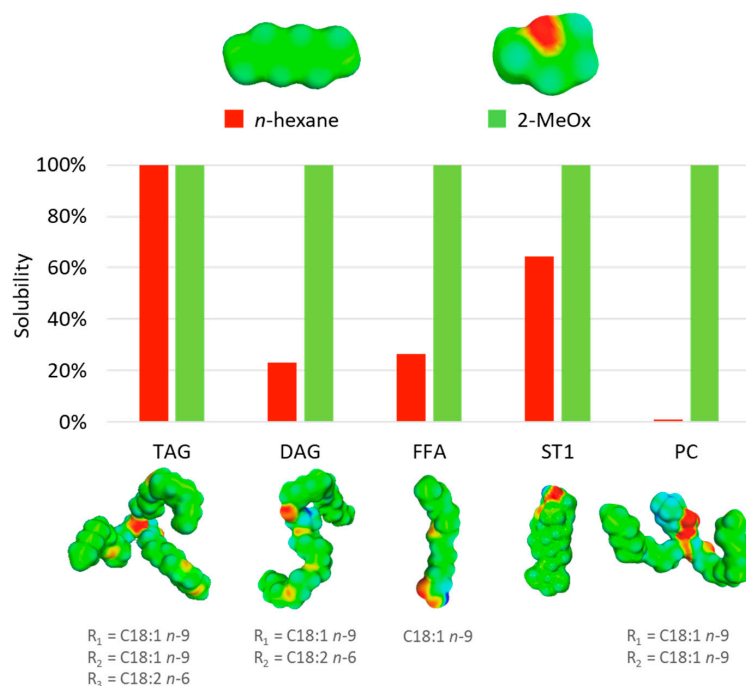 n-hexane 2-MeOx
100%
80%
60%
40%
20%
0%
Solubility
TAG DAG FFA ST1 PC
R₁ = C18:1 n-9 R₁ = C18:1 n-9 C18:1 n-9 R₁ = C18:1 n-9
R₂ = C18:1 n-9 R₂ = C18:2 n-6 R₂ = C18:1 n-9
R₃ = C18:2 n-6